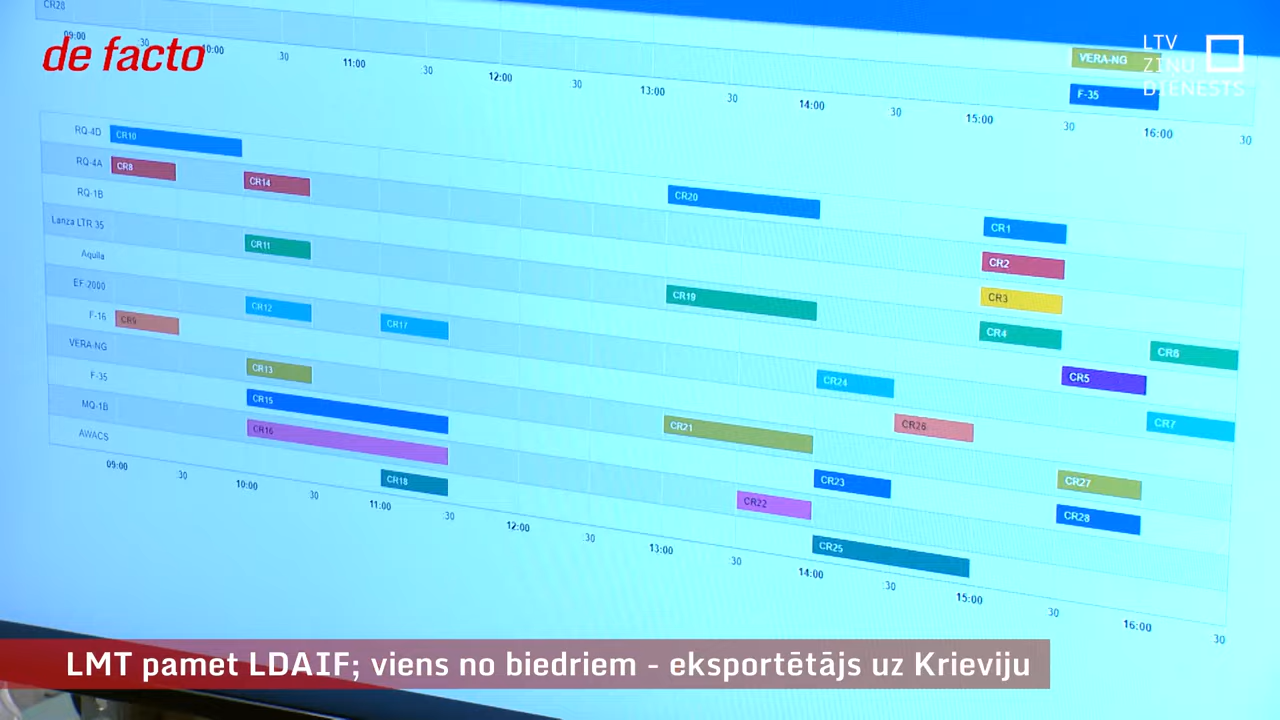 CR28
09:00 30 10:00 30 11:00 30 12:00 30 13:00 30 14:00 30 15:00 30 16:00 30
VERA-NG
F-35
de facto
LTV
ZIŅU
DIENESTS
RQ-4D CR10
RQ-4A CR8 CR14
RQ-1B CR20 CR1
Lanza LTR 35 CR2
Aquila CR11 CR3
EF-2000 CR19 CR4 CR6
F-16 CR9 CR12 CR17 CR5
VERA-NG CR24 CR7
F-35 CR13 CR26
MQ-1B CR15 CR21 CR27
AWACS CR16 CR23 CR28
CR18 CR22
CR25
09:00 30 10:00 30 11:00 30 12:00 30 13:00 30 14:00 30 15:00 30 16:00 30
LMT pamet LDAIF; viens no biedriem - eksportētājs uz Krieviju